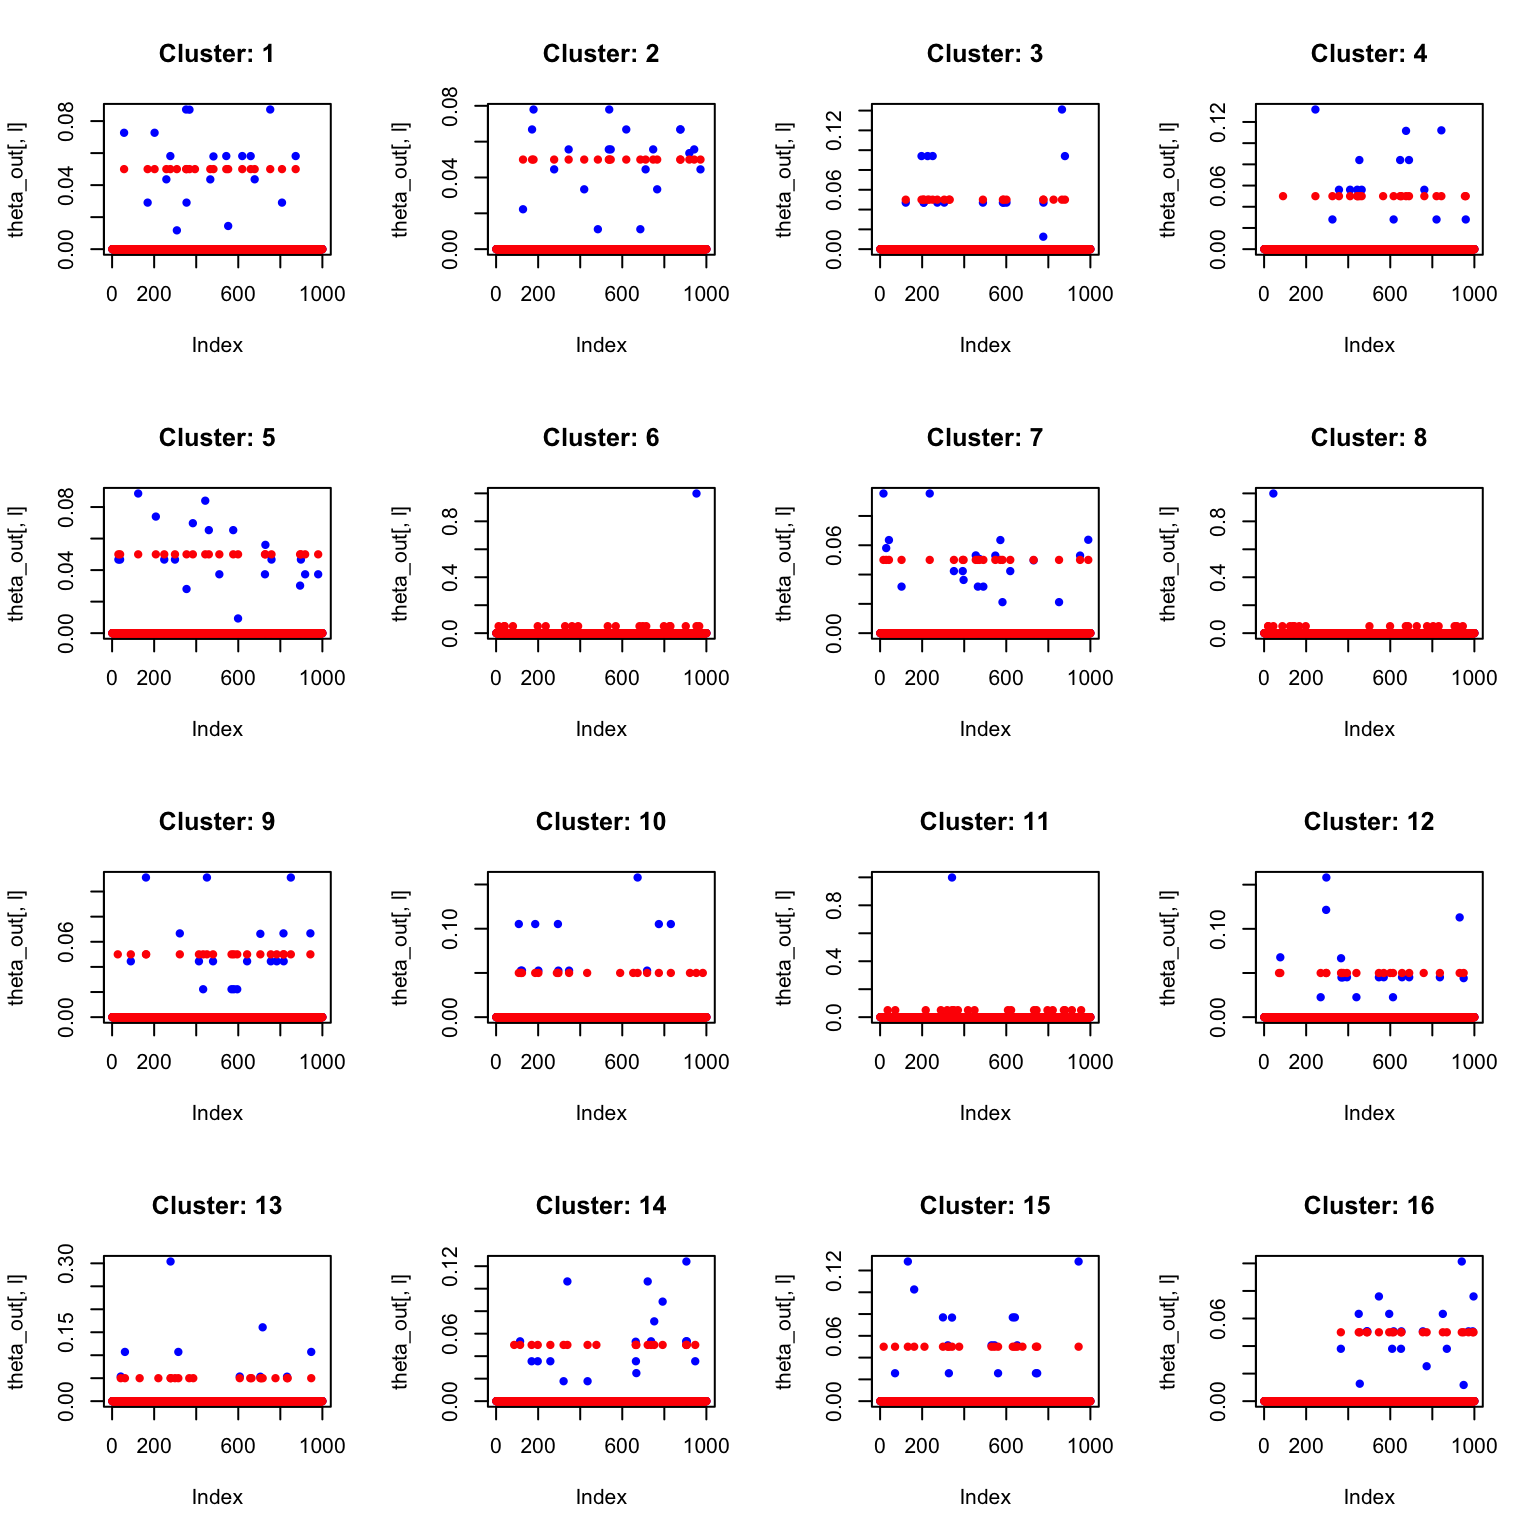 Cluster: 1
theta_out[, l]
0.00 0.04 0.08
0 200 600 1000
Index
Cluster: 2
theta_out[, l]
0.00 0.04 0.08
0 200 600 1000
Index
Cluster: 3
theta_out[, l]
0.00 0.06 0.12
0 200 600 1000
Index
Cluster: 4
theta_out[, l]
0.00 0.06 0.12
0 600 1000
Index
Cluster: 5
theta_out[, l]
0.00 0.04 0.08
0 200 600 1000
Index
Cluster: 6
theta_out[, l]
0.0 0.4 0.8
0 200 600 1000
Index
Cluster: 7
theta_out[, l]
0.00 0.06
0 200 600 1000
Index
Cluster: 8
theta_out[, l]
0.0 0.4 0.8
0 200 600 1000
Index
Cluster: 9
theta_out[, l]
0.00 0.06
0 200 600 1000
Index
Cluster: 10
theta_out[, l]
0.00 0.10
0 200 600 1000
Index
Cluster: 11
theta_out[, l]
0.0 0.4 0.8
0 200 600 1000
Index
Cluster: 12
theta_out[, l]
0.00 0.10
0 200 600 1000
Index
Cluster: 13
theta_out[, l]
0.00 0.15 0.30
0 200 600 1000
Index
Cluster: 14
theta_out[, l]
0.00 0.06 0.12
0 200 600 1000
Index
Cluster: 15
theta_out[, l]
0.00 0.06 0.12
0 200 600 1000
Index
Cluster: 16
theta_out[, l]
0.00 0.06
0 200 600 1000
Index